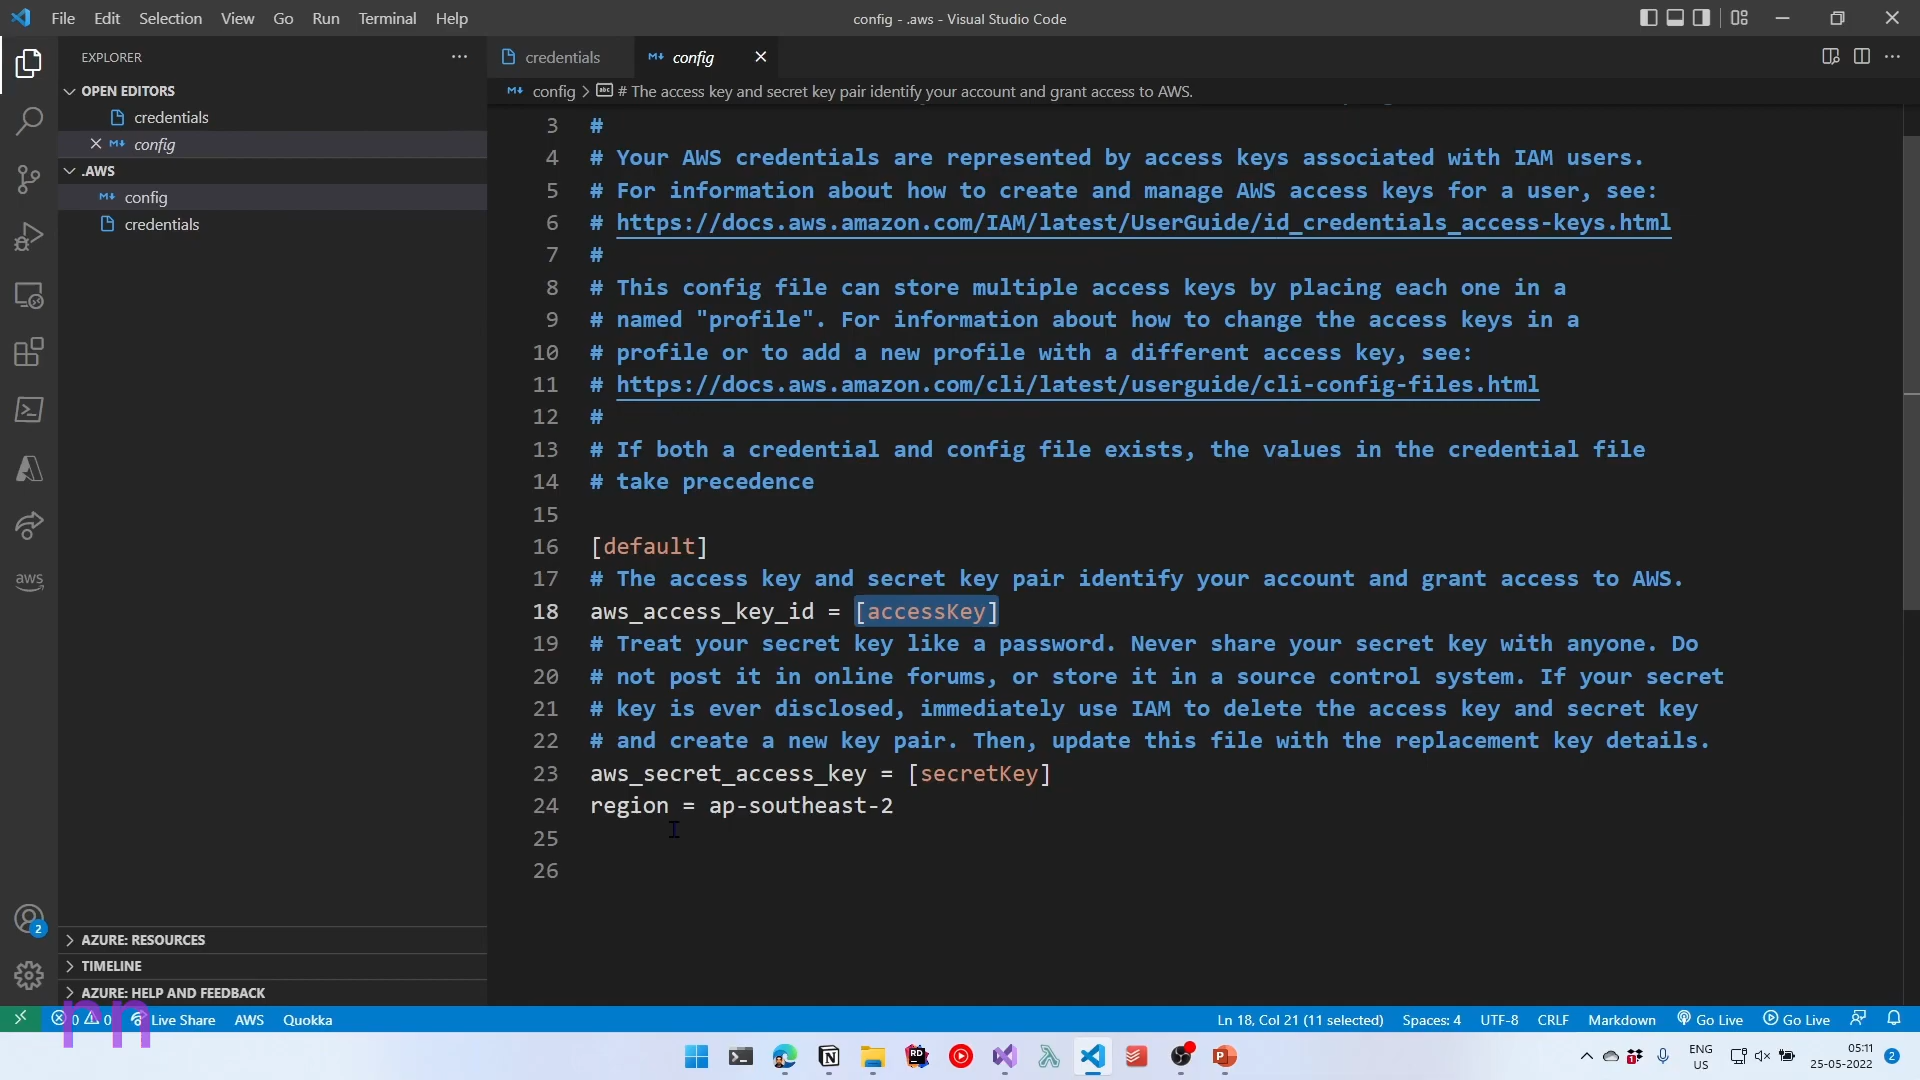 File Edit Selection View Go Run Terminal Help
config - .aws - Visual Studio Code
EXPLORER
OPEN EDITORS
credentials
config
.AWS
config
credentials
AZURE: RESOURCES
TIMELINE
AZURE: HELP AND FEEDBACK
aws
2
credentials
config
config > # The access key and secret key pair identify your account and grant access to AWS.
3 #
4 # Your AWS credentials are represented by access keys associated with IAM users.
5 # For information about how to create and manage AWS access keys for a user, see:
6 # https://docs.aws.amazon.com/IAM/latest/UserGuide/id_credentials_access-keys.html
7 #
8 # This config file can store multiple access keys by placing each one in a
9 # named "profile". For information about how to change the access keys in a
10 # profile or to add a new profile with a different access key, see:
11 # https://docs.aws.amazon.com/cli/latest/userguide/cli-config-files.html
12 #
13 # If both a credential and config file exists, the values in the credential file
14 # take precedence
15
16 [default]
17 # The access key and secret key pair identify your account and grant access to AWS.
18 aws_access_key_id = [accessKey]
19 # Treat your secret key like a password. Never share your secret key with anyone. Do
20 # not post it in online forums, or store it in a source control system. If your secret
21 # key is ever disclosed, immediately use IAM to delete the access key and secret key
22 # and create a new key pair. Then, update this file with the replacement key details.
23 aws_secret_access_key = [secretKey]
24 region = ap-southeast-2
25
26
0 0 Live Share AWS Quokka
Ln 18, Col 21 (11 selected) Spaces: 4 UTF-8 CRLF Markdown Go Live Go Live
nn
ENG
US
05:11
25-05-2022
2